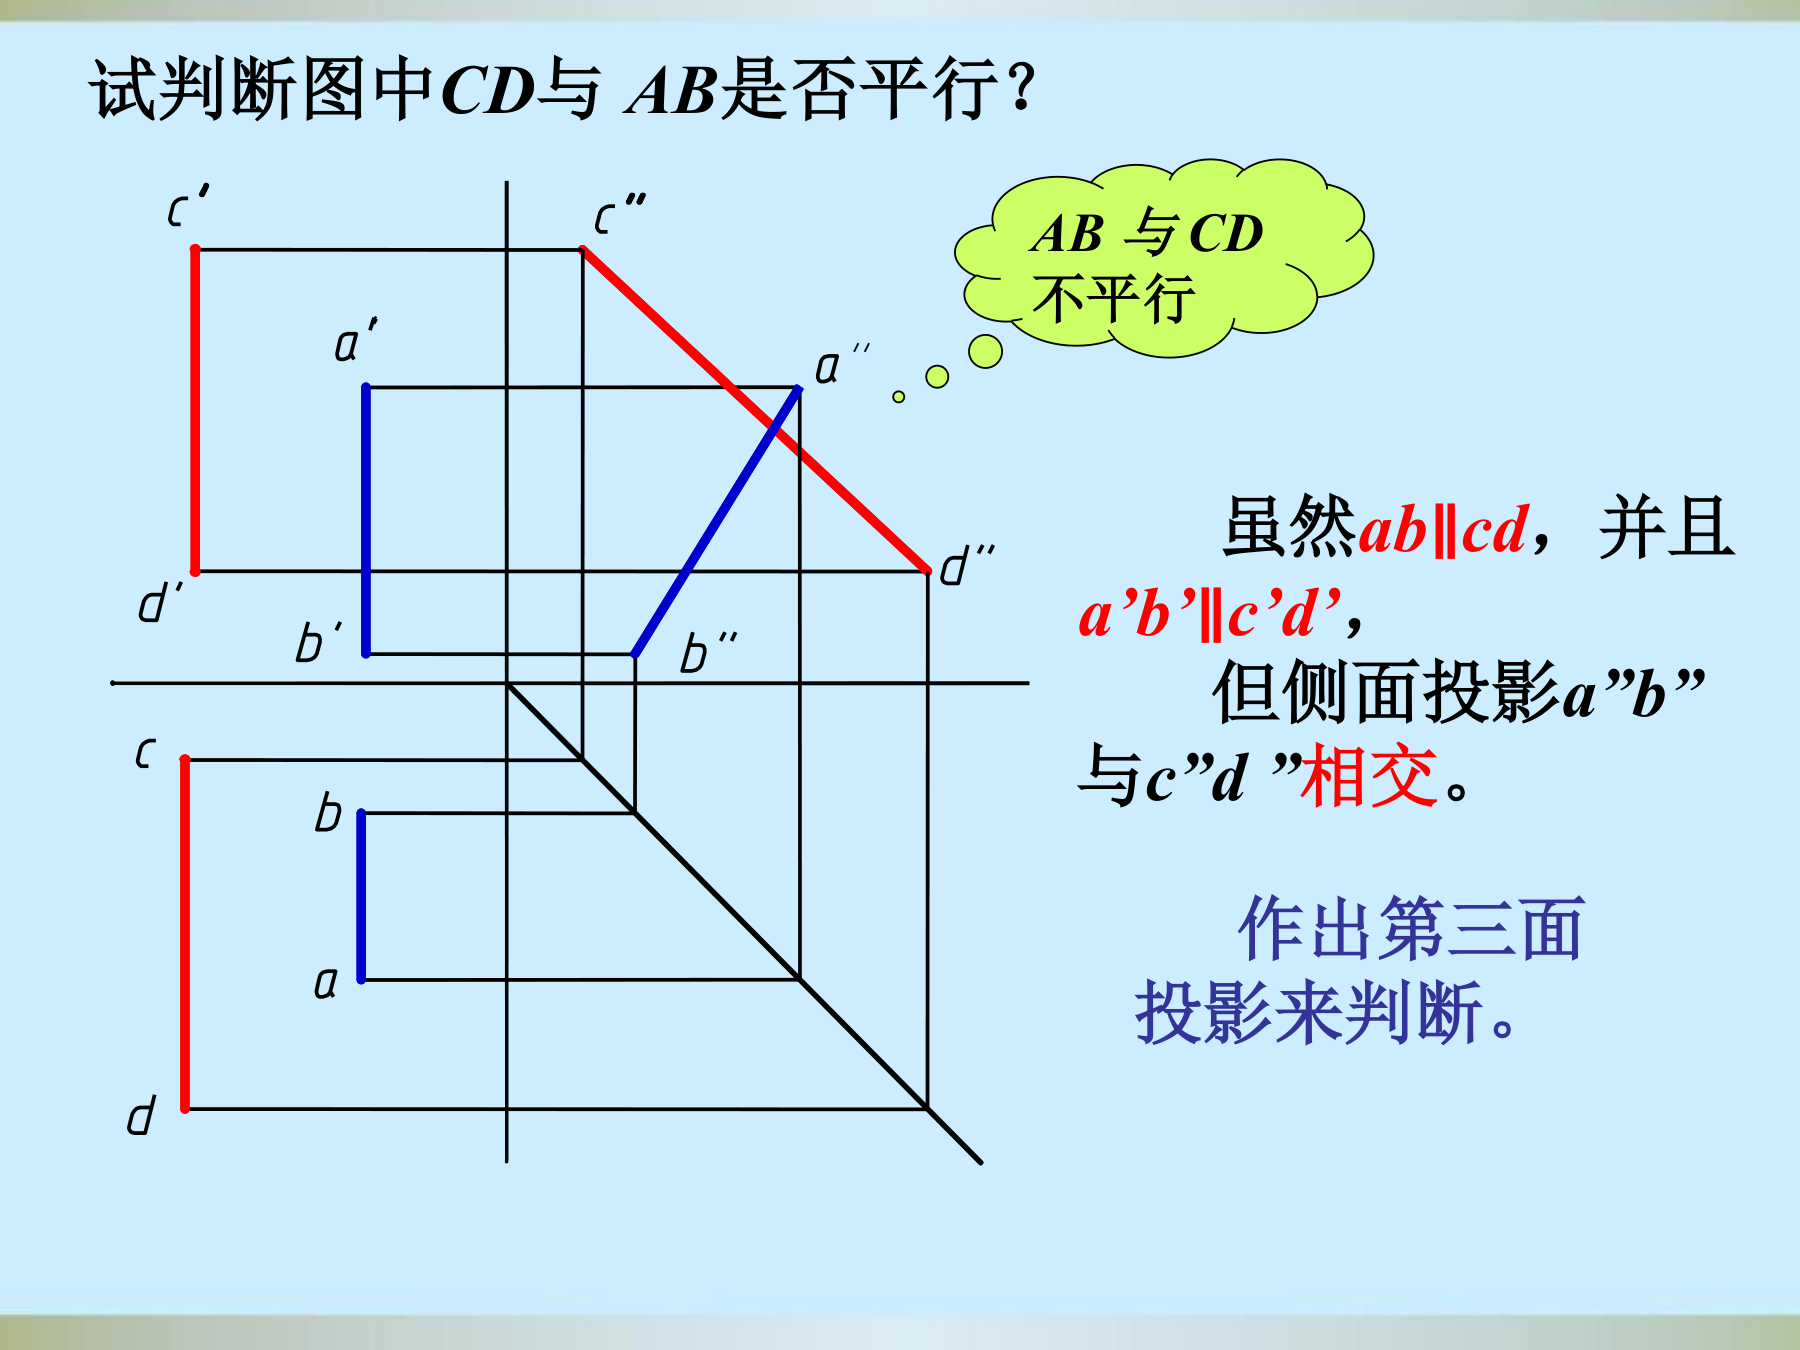 试判断图中CD与 AB是否平行?
c′
c″
AB 与CD
不平行
a′
a″
d″
d′
b′
b″
虽然ab∥cd，并且
a’b’∥c’d’，
但侧面投影a”b”
与c”d ”相交。
c
b
a
d
作出第三面
投影来判断。